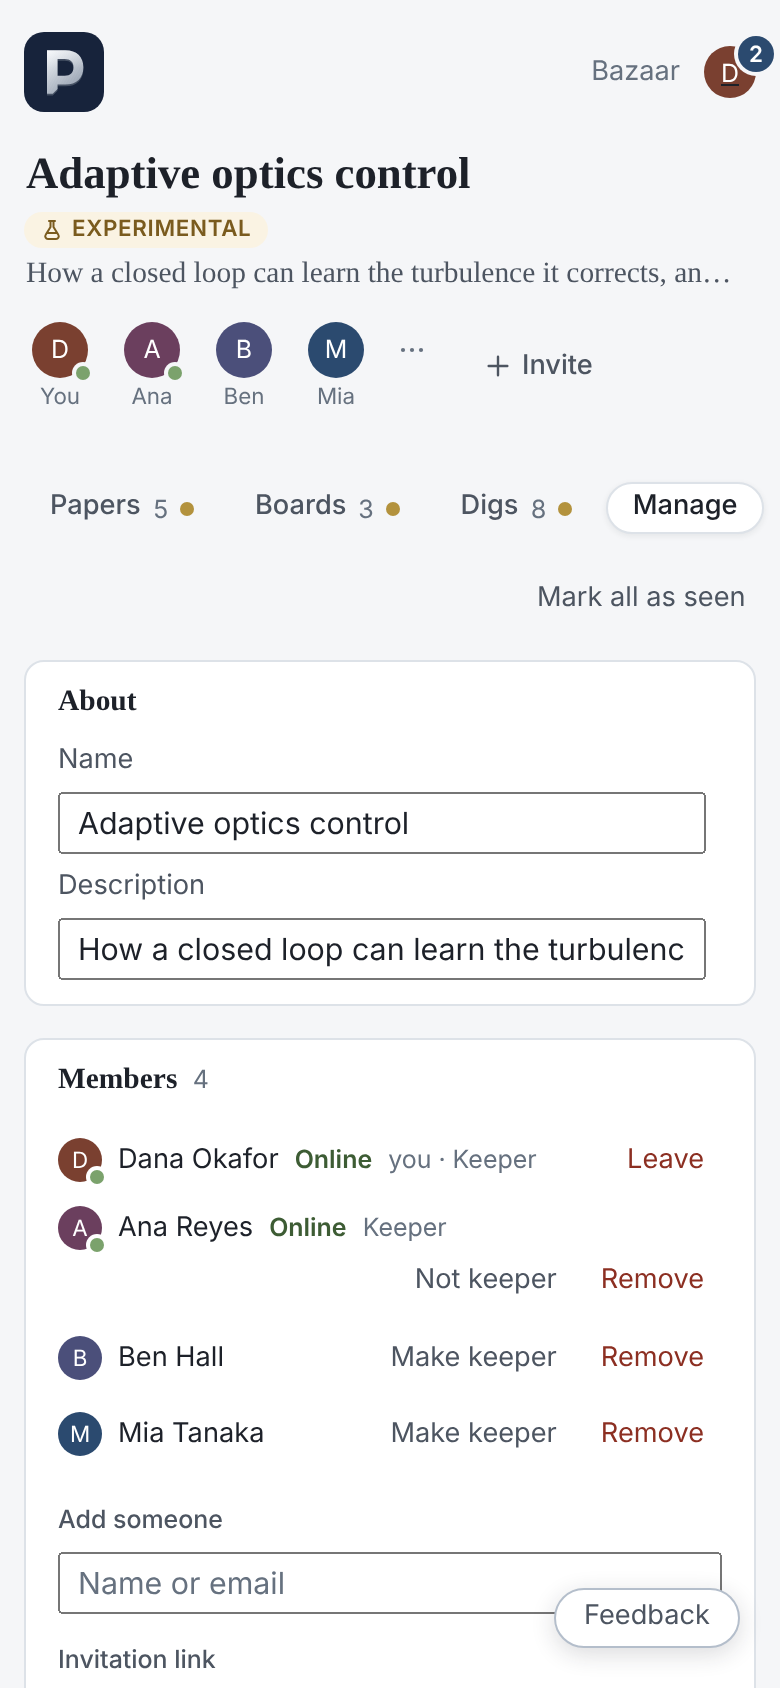 P
Bazaar
D
2
Adaptive optics control
EXPERIMENTAL
How a closed loop can learn the turbulence it corrects, an…
D A B M …
You Ana Ben Mia
+ Invite
Papers 5 Boards 3 Digs 8 Manage
Mark all as seen
About
Name
Adaptive optics control
Description
How a closed loop can learn the turbulenc
Members 4
D Dana Okafor Online you · Keeper Leave
A Ana Reyes Online Keeper
Not keeper Remove
B Ben Hall Make keeper Remove
M Mia Tanaka Make keeper Remove
Add someone
Name or email
Feedback
Invitation link